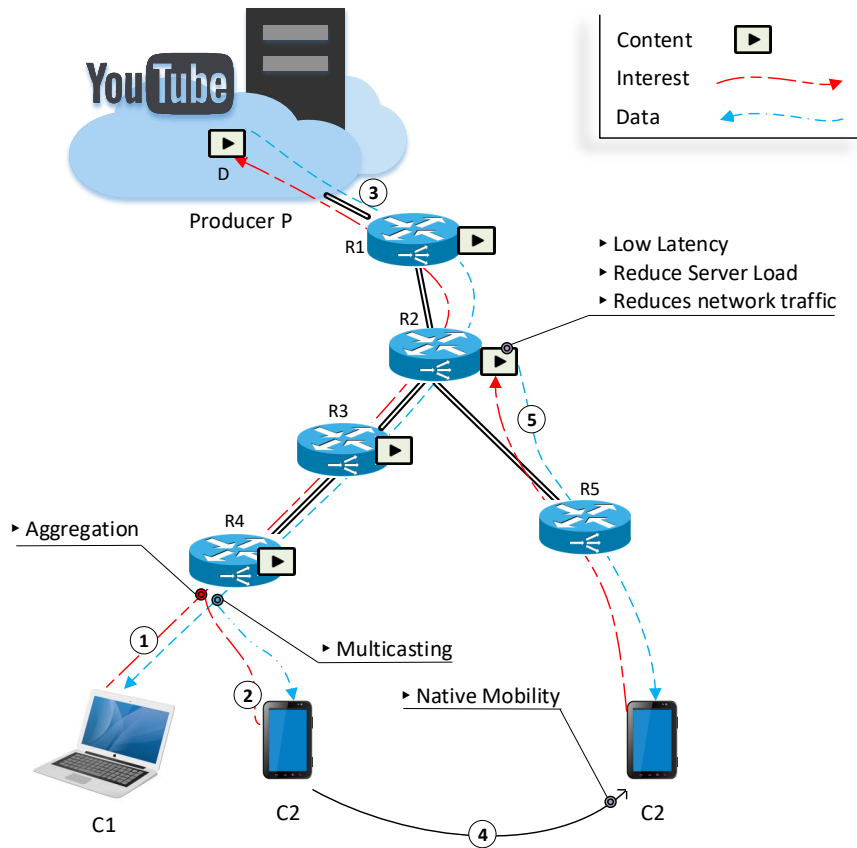 Content
Interest
Data
YouTube
D
Producer P
3
R1
▸ Low Latency
▸ Reduce Server Load
▸ Reduces network traffic
R2
5
R3
R5
R4
▸ Aggregation
1
▸ Multicasting
2
▸ Native Mobility
C1
C2
4
C2